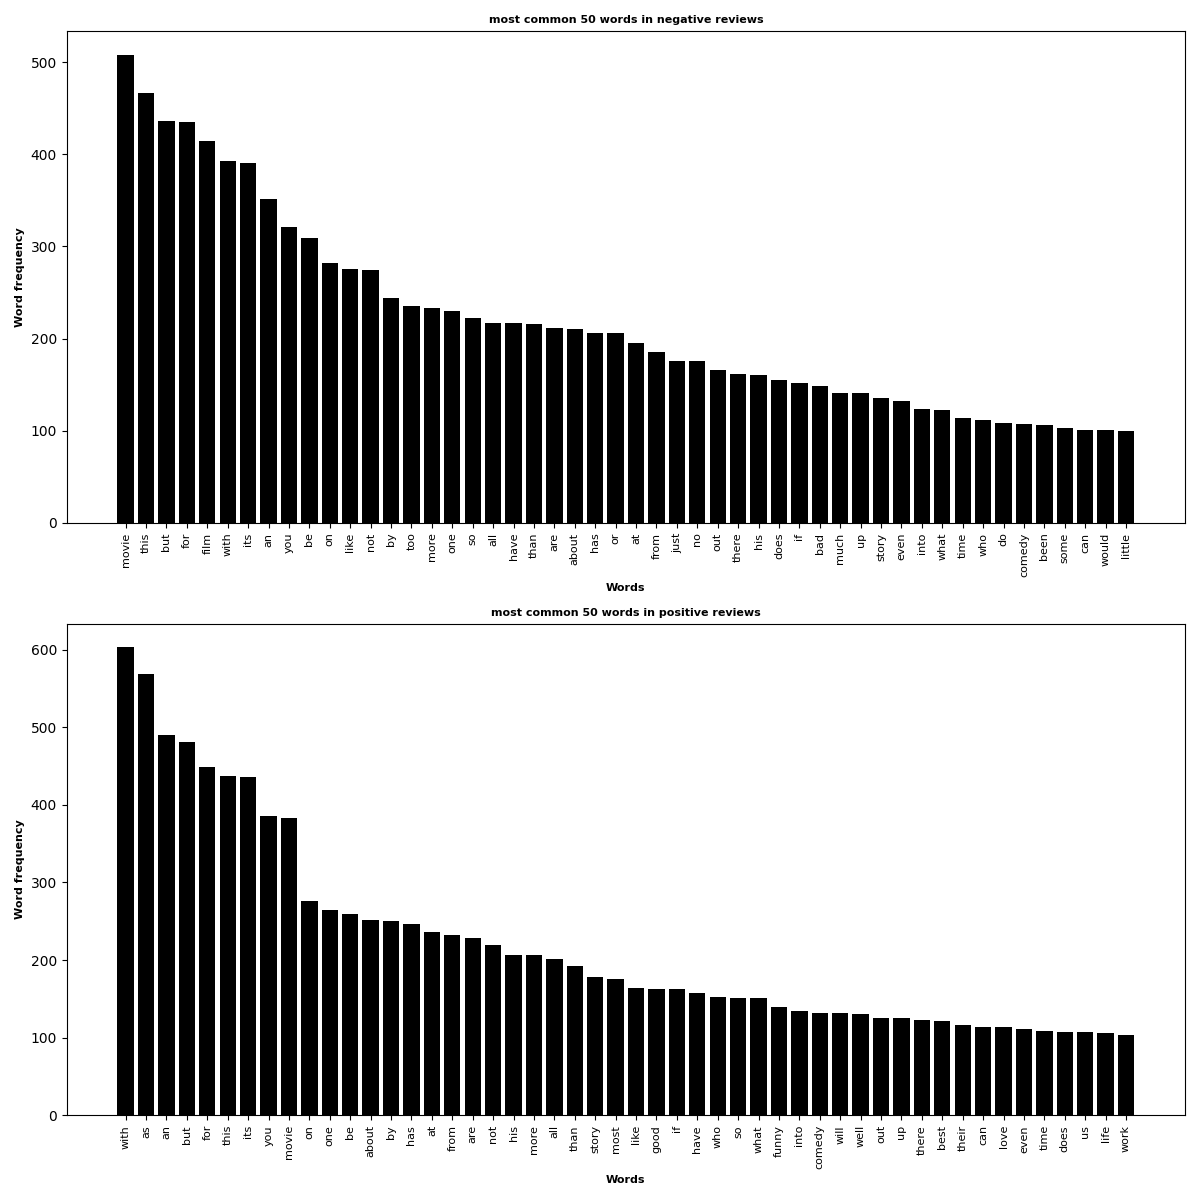 most common 50 words in negative reviews
500
400
300
200
100
0
Word frequency
movie this but for film with its an you be on like not by too more one so all have than are about has or at from just no out there his does if bad much up story even into what time who do comedy been some can would little
Words
most common 50 words in positive reviews
600
500
400
300
200
100
0
Word frequency
with as an but for this its you movie on one be about by has at from are not his more all than story most like good if have who so what funny into comedy will well out up there best their can love even time does us life work
Words